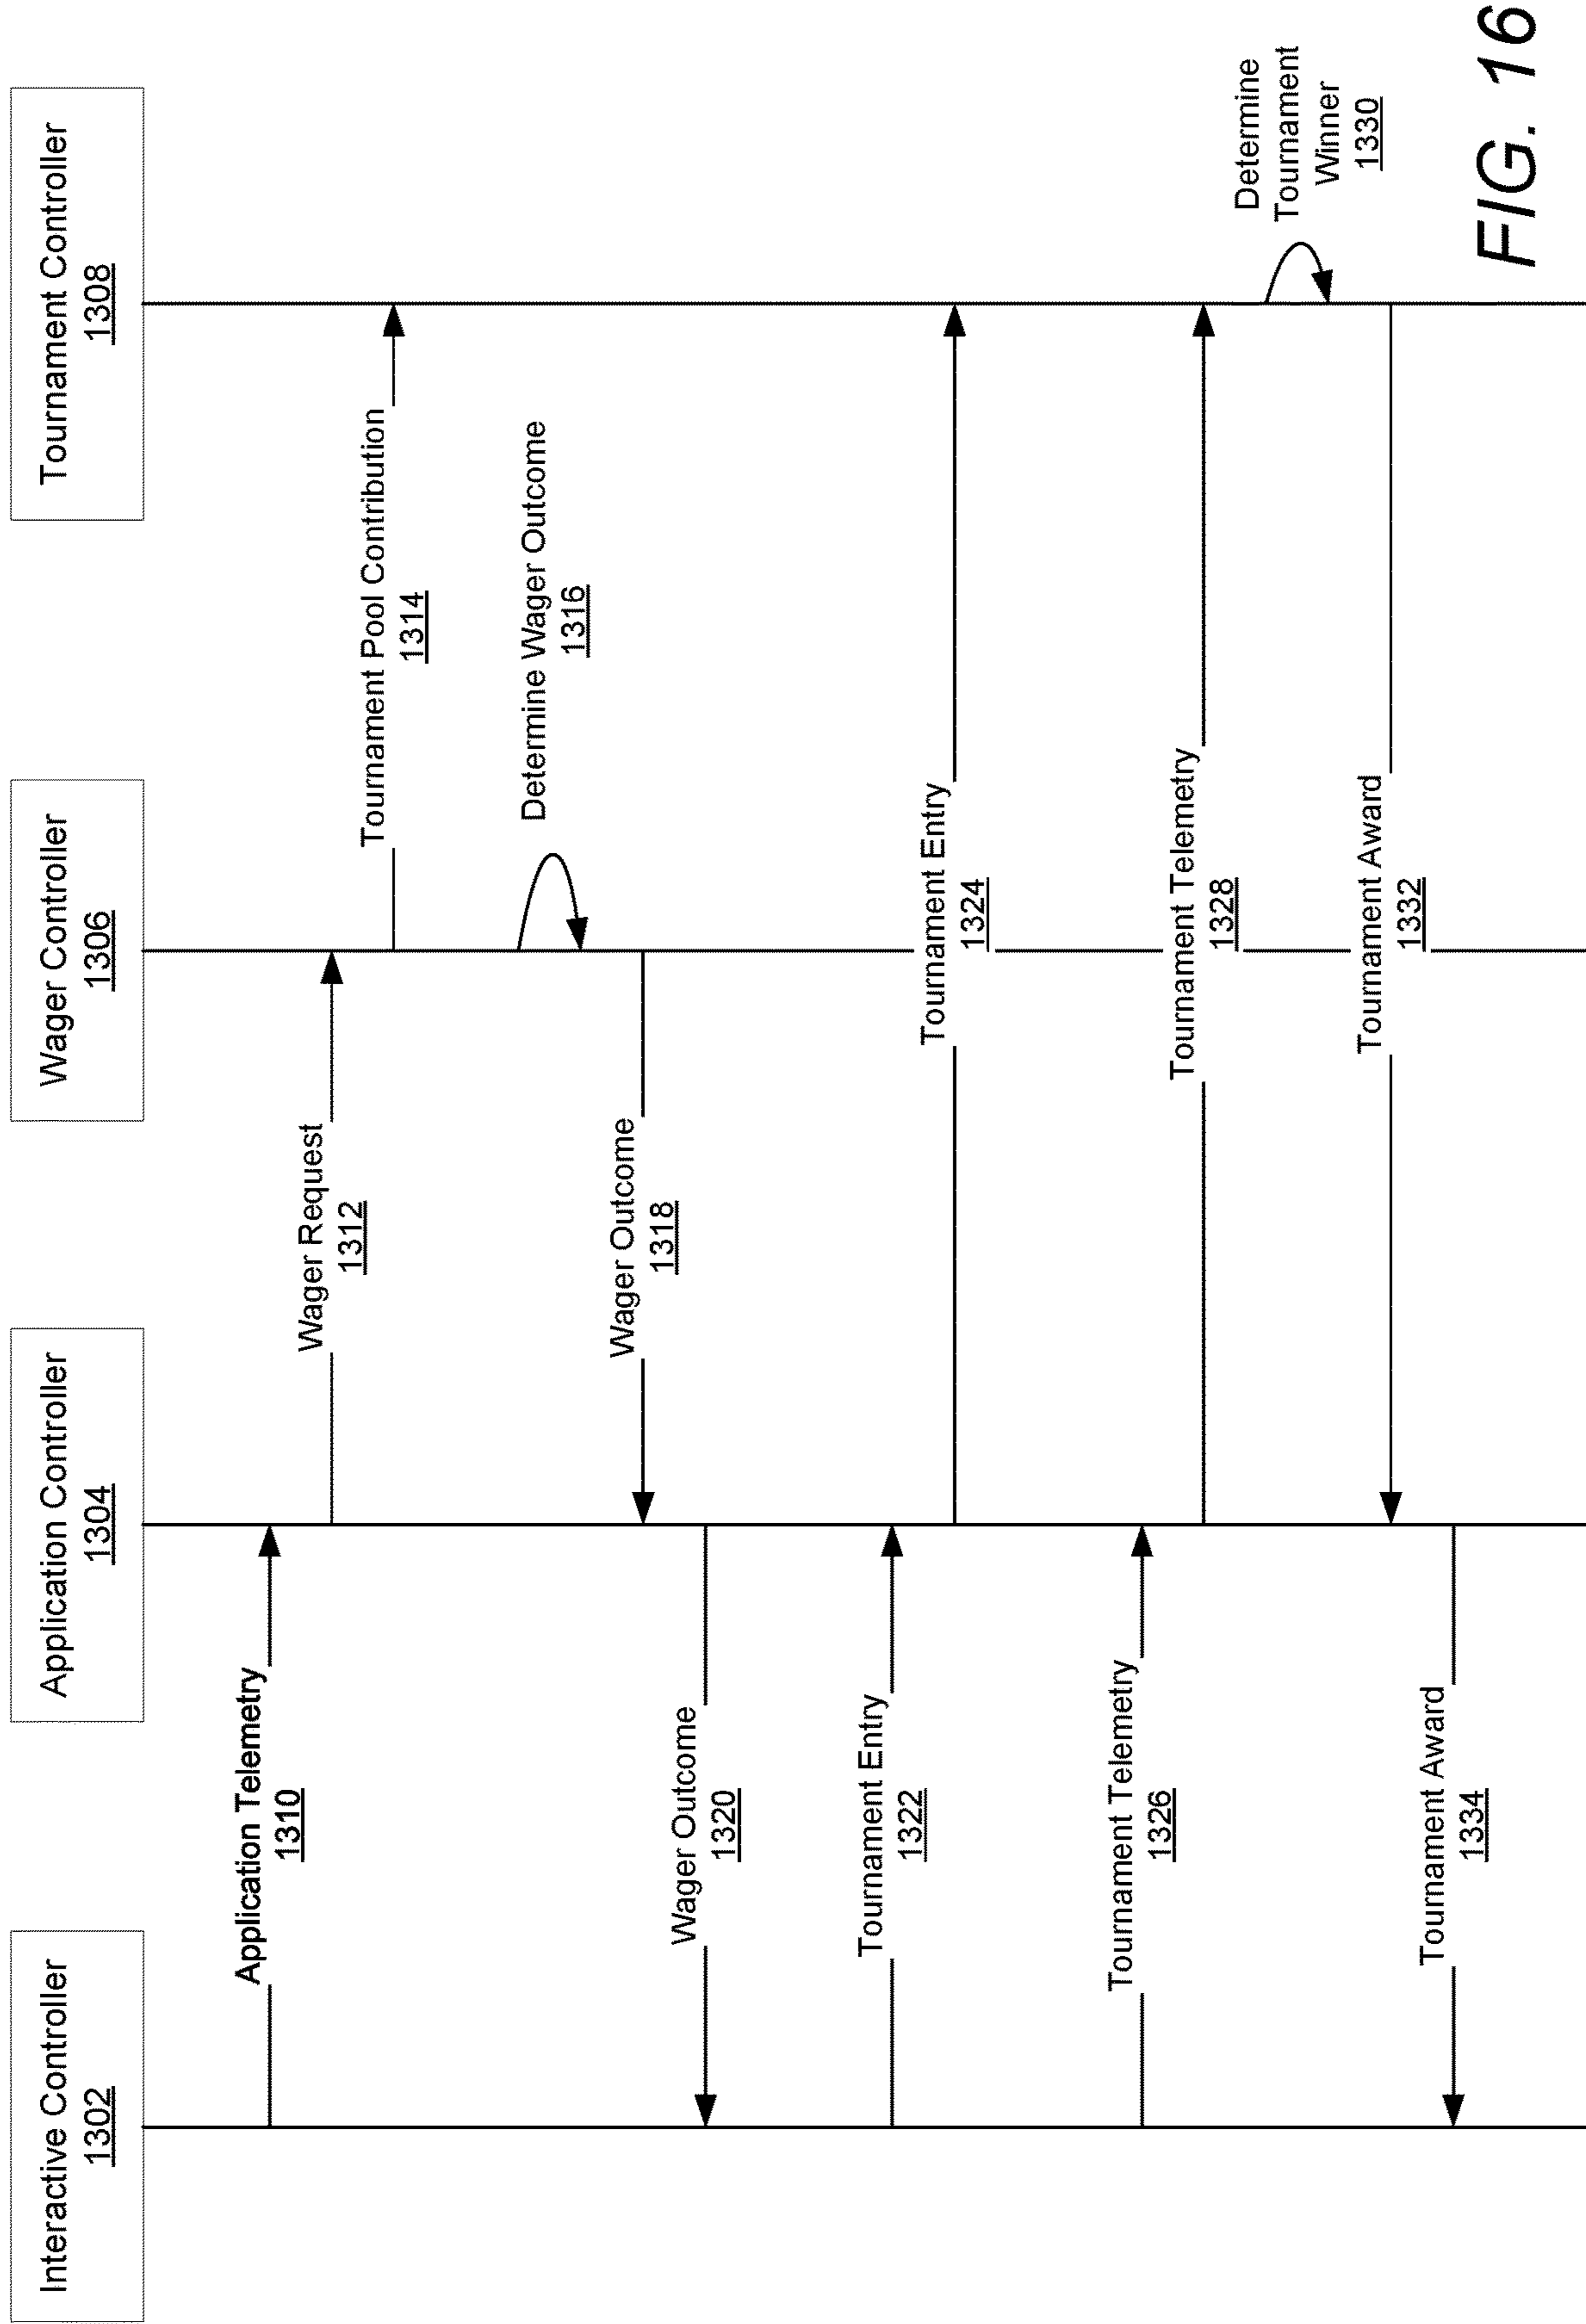 Interactive Controller
1302
Application Controller
1304
Wager Controller
1306
Tournament Controller
1308
Application Telemetry
1310
Wager Request
1312
Tournament Pool Contribution
1314
Determine Wager Outcome
1316
Wager Outcome
1318
Wager Outcome
1320
Tournament Entry
1322
Tournament Entry
1324
Tournament Telemetry
1326
Tournament Telemetry
1328
Determine
Tournament
Winner
1330
Tournament Award
1332
Tournament Award
1334
FIG. 16